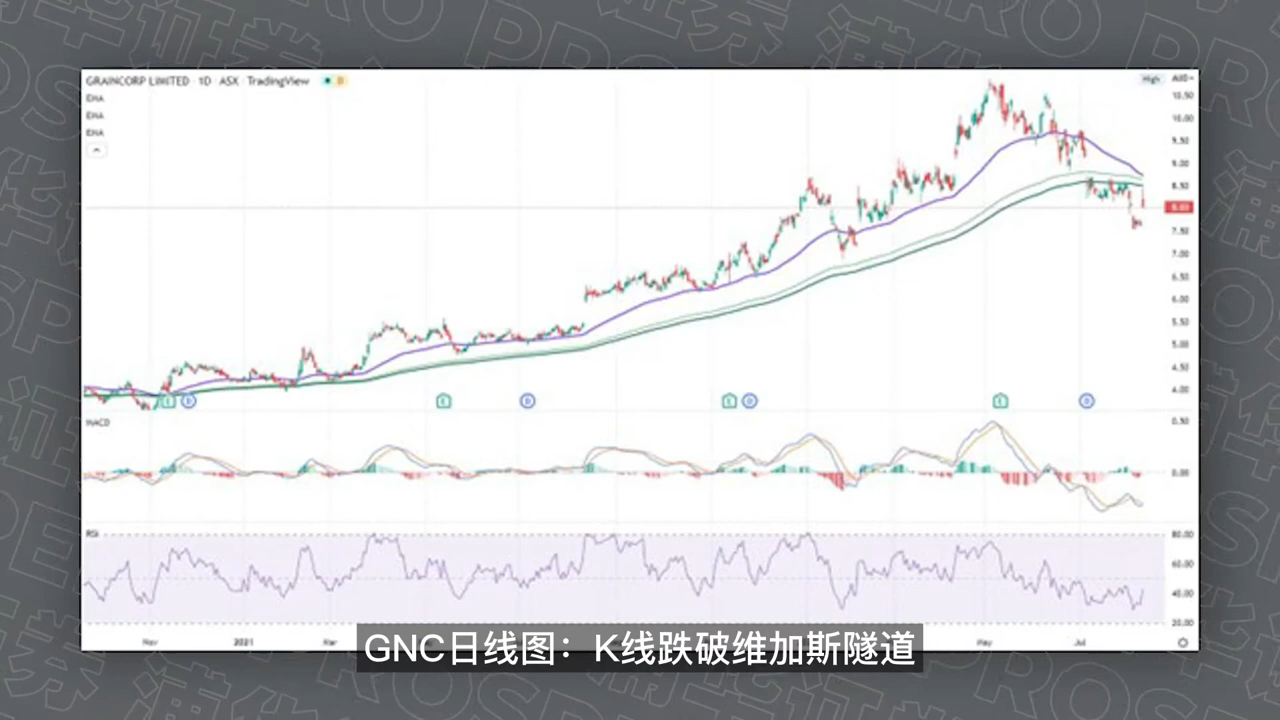 GRAINCORP LIMITED · 1D · ASX · TradingView
High
AUD
EMA
EMA
EMA
10.50
10.00
9.50
9.00
8.50
8.00
7.50
7.00
6.50
6.00
5.50
5.00
4.50
4.00
E D E D E D E D
MACD
0.50
0.00
RSI
80.00
60.00
40.00
20.00
Nov 2021 Mar May Jul
GNC日线图：K线跌破维加斯隧道